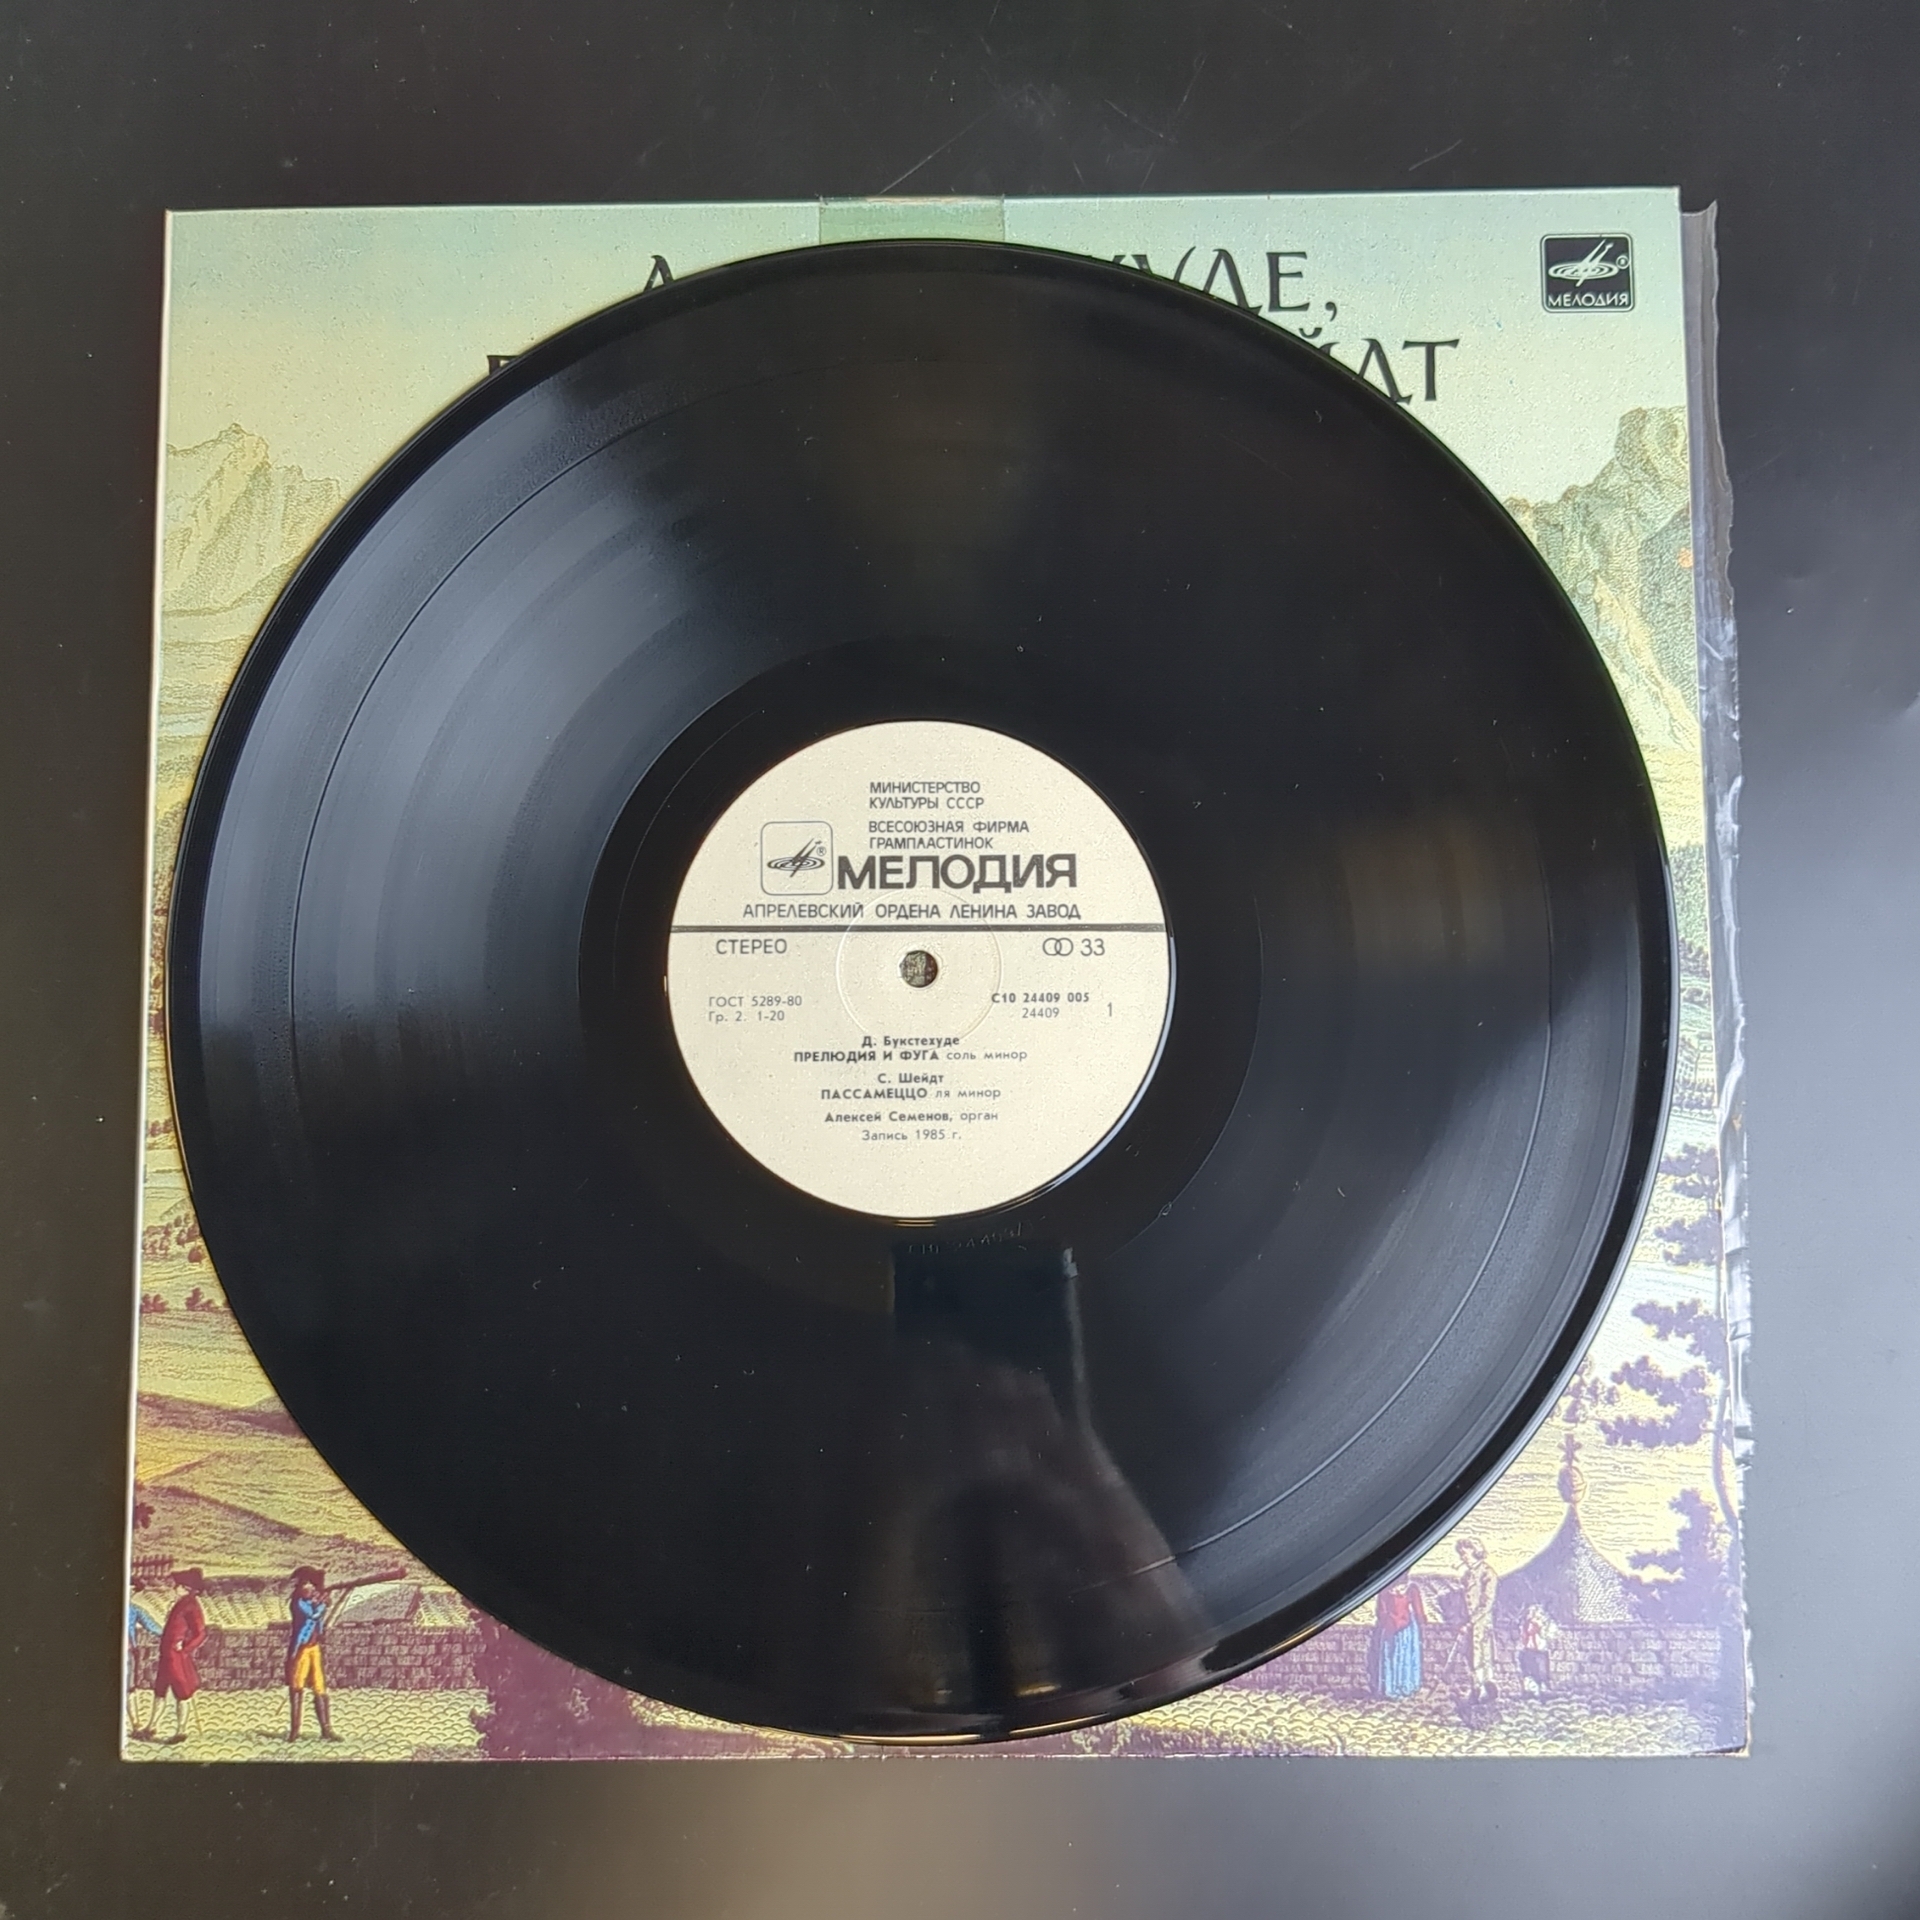 ХУДЕ,
МЕЛОДИЯ
МИНИСТЕРСТВО
КУЛЬТУРЫ СССР
ВСЕСОЮЗНАЯ ФИРМА
ГРАМПЛАСТИНОК
МЕЛОДИЯ
АПРЕЛЕВСКИЙ ОРДЕНА ЛЕНИНА ЗАВОД
СТЕРЕО 33
ГОСТ 5289-80 С10 24409 005
Гр. 2. 1-20 24409 1
Д. Букстехуде
ПРЕЛЮДИЯ И ФУГА соль минор
С. Шейдт
ПАССАМЕЦЦО ля минор
Алексей Семенов, орган
Запись 1985 г.